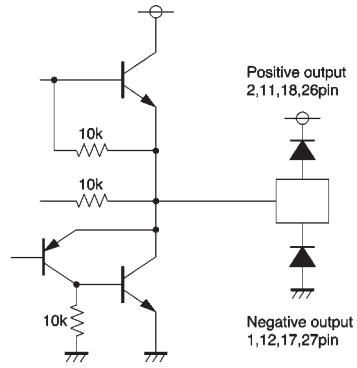 Positive output
2,11,18,26pin
10k
10k
10k
Negative output
1,12,17,27pin